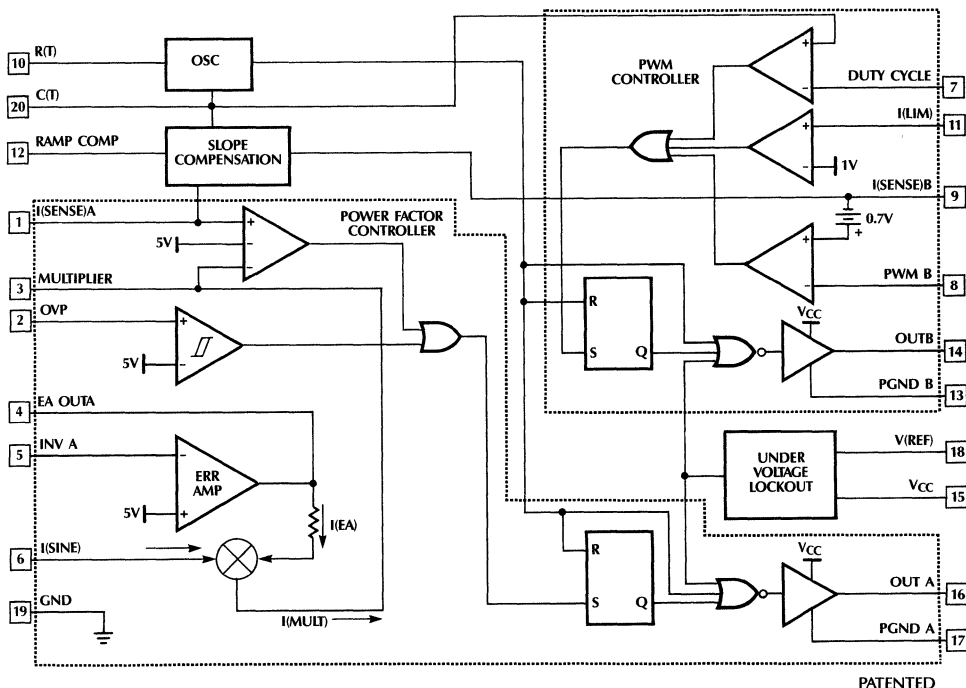 10 R(T)
OSC
20 C(T)
12 RAMP COMP
SLOPE
COMPENSATION
1 I(SENSE)A
POWER FACTOR
CONTROLLER
+
5V
−
−
3 MULTIPLIER
2 OVP
+
5V
−
4 EA OUTA
5 INV A
−
ERR
AMP
5V
+
I(EA)
6 I(SINE)
19 GND
I(MULT)
PWM
CONTROLLER
+
−
DUTY CYCLE 7
I(LIM) 11
+
−
1V
I(SENSE)B 9
0.7V
+
+
−
PWM B 8
R
S Q
VCC
OUTB 14
PGND B 13
UNDER
VOLTAGE
LOCKOUT
V(REF) 18
VCC 15
R
S Q
VCC
OUT A 16
PGND A 17
PATENTED